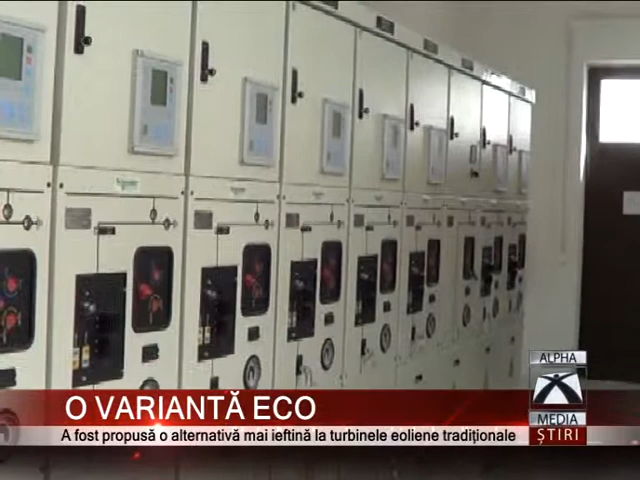 O VARIANTĂ ECO
A fost propusă o alternativă mai ieftină la turbinele eoliene tradiționale
ALPHA
MEDIA
ȘTIRI